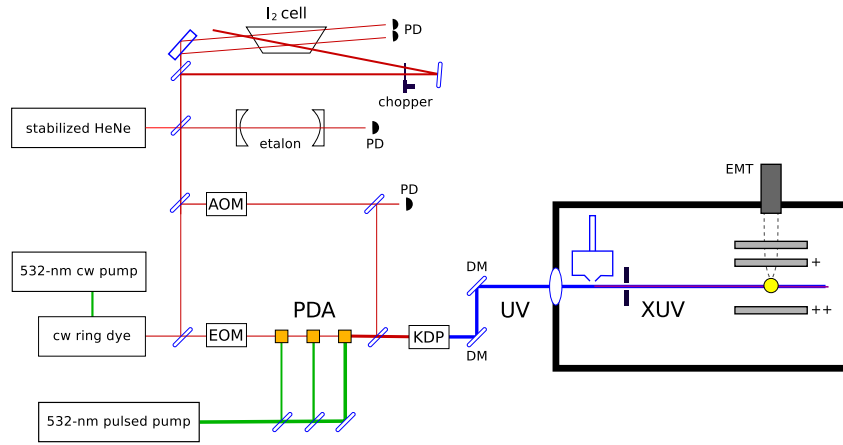 I₂ cell
PD
chopper
stabilized HeNe
etalon
PD
EMT
AOM
PD
+
532-nm cw pump
DM
PDA
UV
XUV
++
cw ring dye
EOM
KDP
DM
532-nm pulsed pump